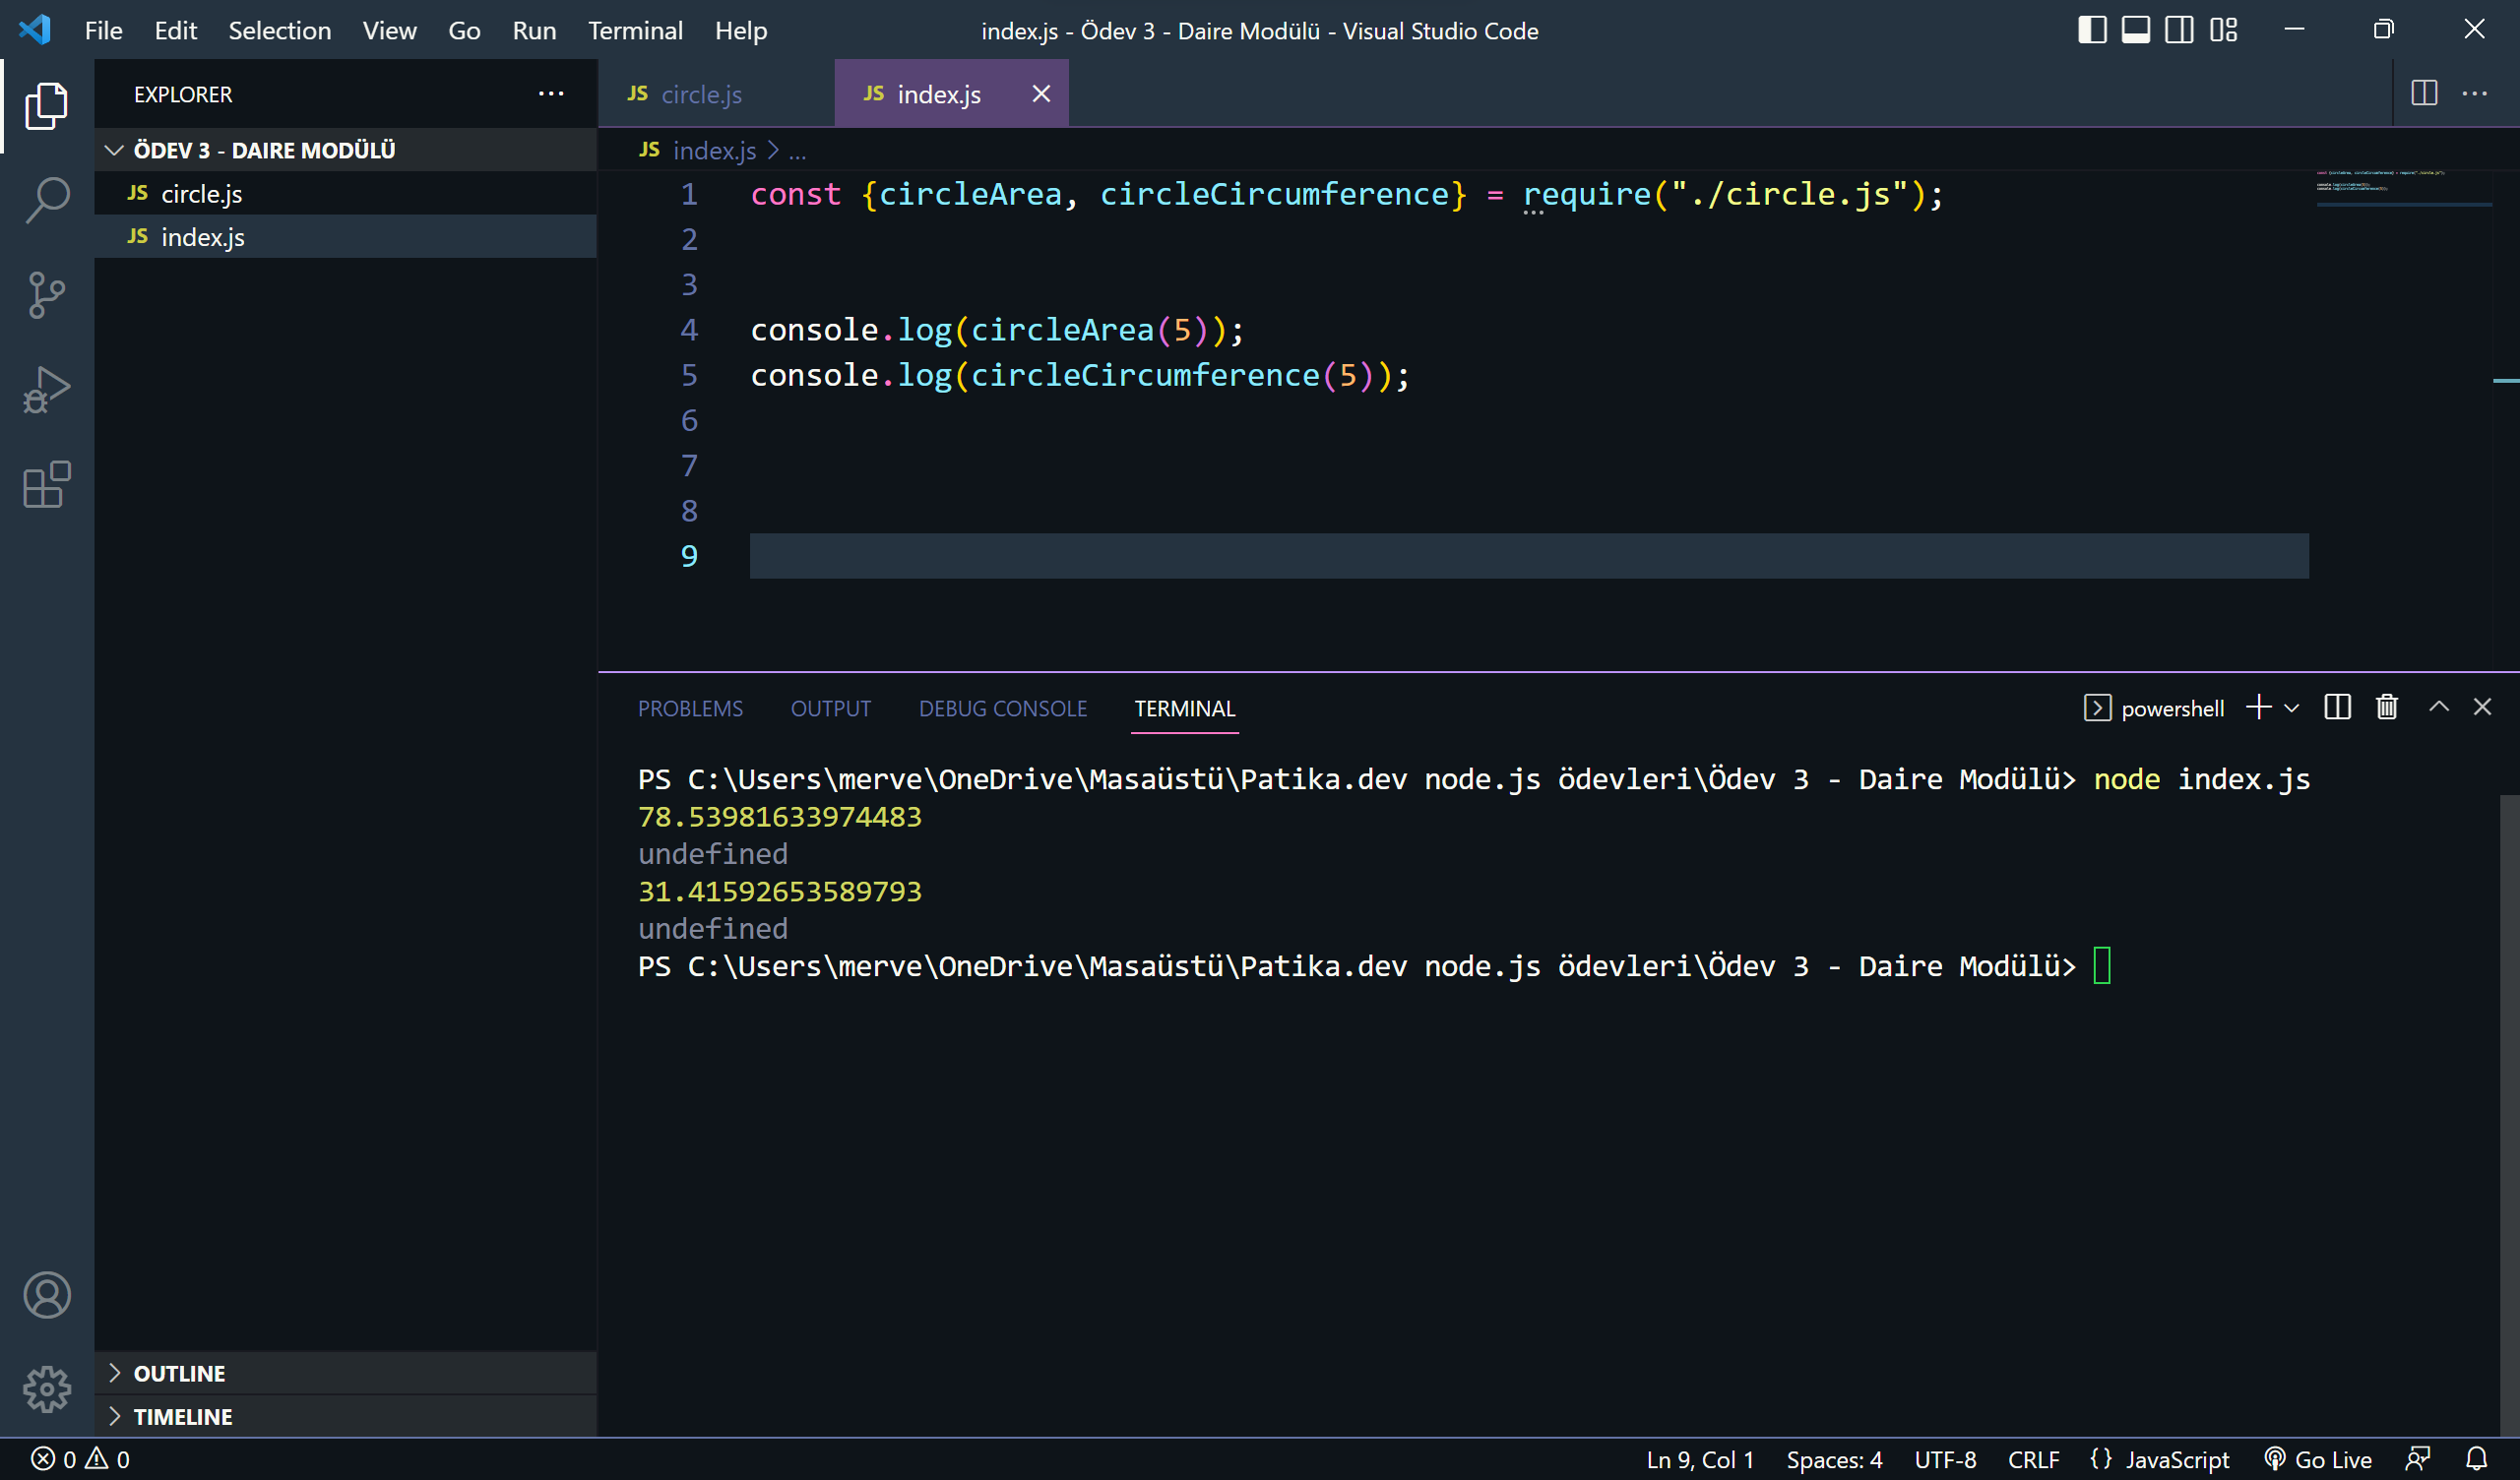 File Edit Selection View Go Run Terminal Help
index.js - Ödev 3 - Daire Modülü - Visual Studio Code
EXPLORER
ÖDEV 3 - DAIRE MODÜLÜ
JS circle.js
JS index.js
OUTLINE
TIMELINE
JS circle.js
JS index.js
JS index.js > ...
1 const {circleArea, circleCircumference} = require("./circle.js");
2
3
4 console.log(circleArea(5));
5 console.log(circleCircumference(5));
6
7
8
9
PROBLEMS OUTPUT DEBUG CONSOLE TERMINAL
powershell
PS C:\Users\merve\OneDrive\Masaüstü\Patika.dev node.js ödevleri\Ödev 3 - Daire Modülü> node index.js
78.53981633974483
undefined
31.41592653589793
undefined
PS C:\Users\merve\OneDrive\Masaüstü\Patika.dev node.js ödevleri\Ödev 3 - Daire Modülü>
0 0
Ln 9, Col 1 Spaces: 4 UTF-8 CRLF {} JavaScript Go Live